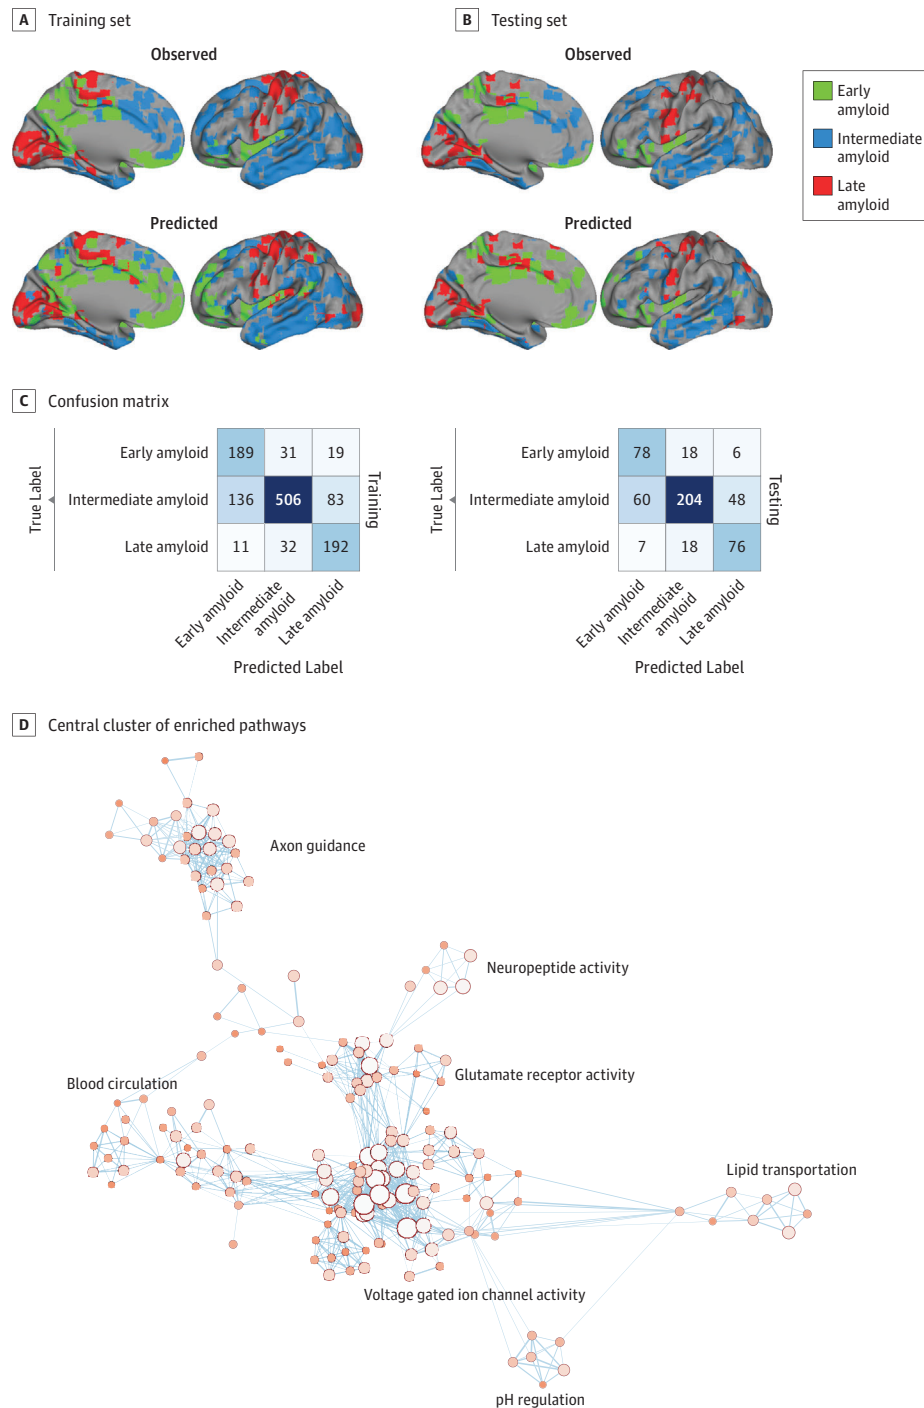 A Training set
B Testing set
Observed
Observed
Early
amyloid
Intermediate
amyloid
Late
amyloid
Predicted
Predicted
C Confusion matrix
True Label
Early amyloid 189 31 19
Intermediate amyloid 136 506 83
Late amyloid 11 32 192
Training
Early amyloid
Intermediate
amyloid
Late amyloid
Predicted Label
True Label
Early amyloid 78 18 6
Intermediate amyloid 60 204 48
Late amyloid 7 18 76
Testing
Early amyloid
Intermediate
amyloid
Late amyloid
Predicted Label
D Central cluster of enriched pathways
Axon guidance
Neuropeptide activity
Glutamate receptor activity
Blood circulation
Lipid transportation
Voltage gated ion channel activity
pH regulation